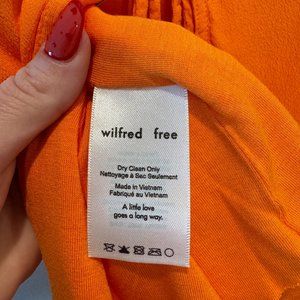 wilfred free
Dry Clean Only
Nettoyage à Sec Seulement
Made in Vietnam
Fabriqué au Vietnam
A little love
goes a long way.